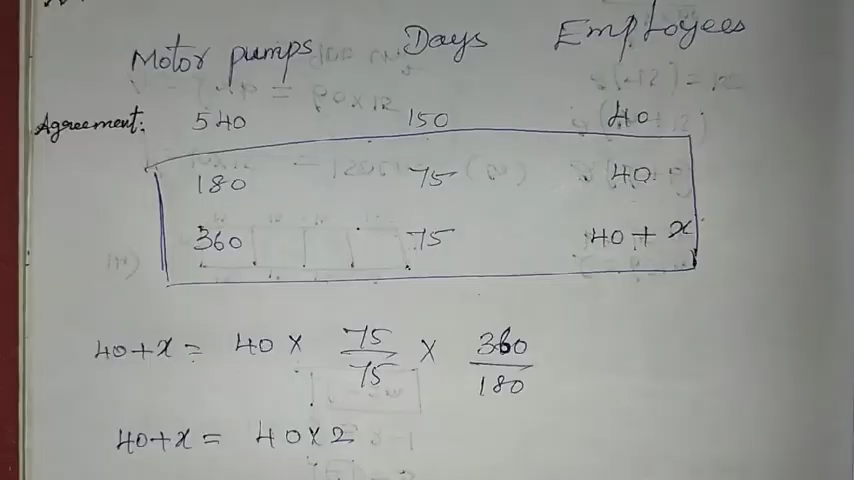 Motor pumps Days Employees
Agreement: 540 150 40
180 75 40
360 75 40 + x
40+x = 40 × 75/75 × 360/180
40+x = 40×2